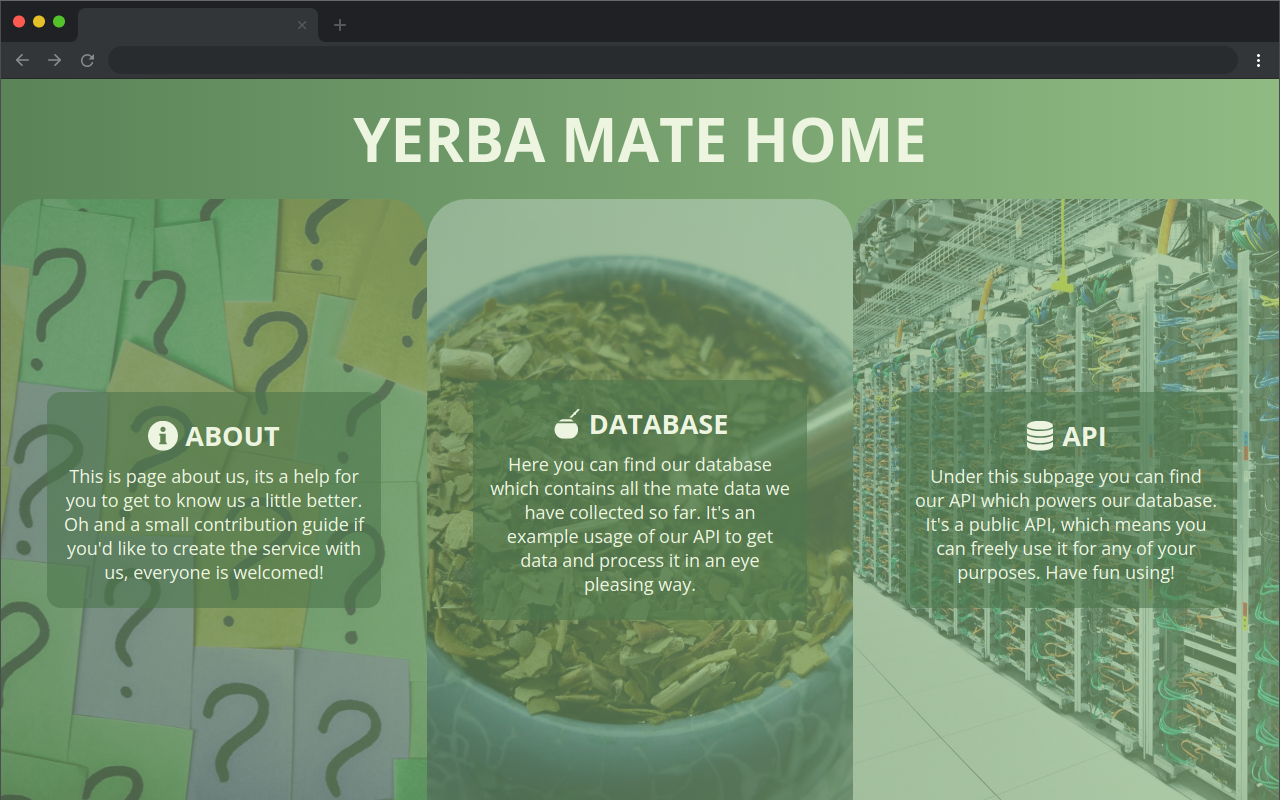 YERBA MATE HOME
ABOUT
This is page about us, its a help for
you to get to know us a little better.
Oh and a small contribution guide if
you'd like to create the service with
us, everyone is welcomed!
DATABASE
Here you can find our database
which contains all the mate data we
have collected so far. It's an
example usage of our API to get
data and process it in an eye
pleasing way.
API
Under this subpage you can find
our API which powers our database.
It's a public API, which means you
can freely use it for any of your
purposes. Have fun using!